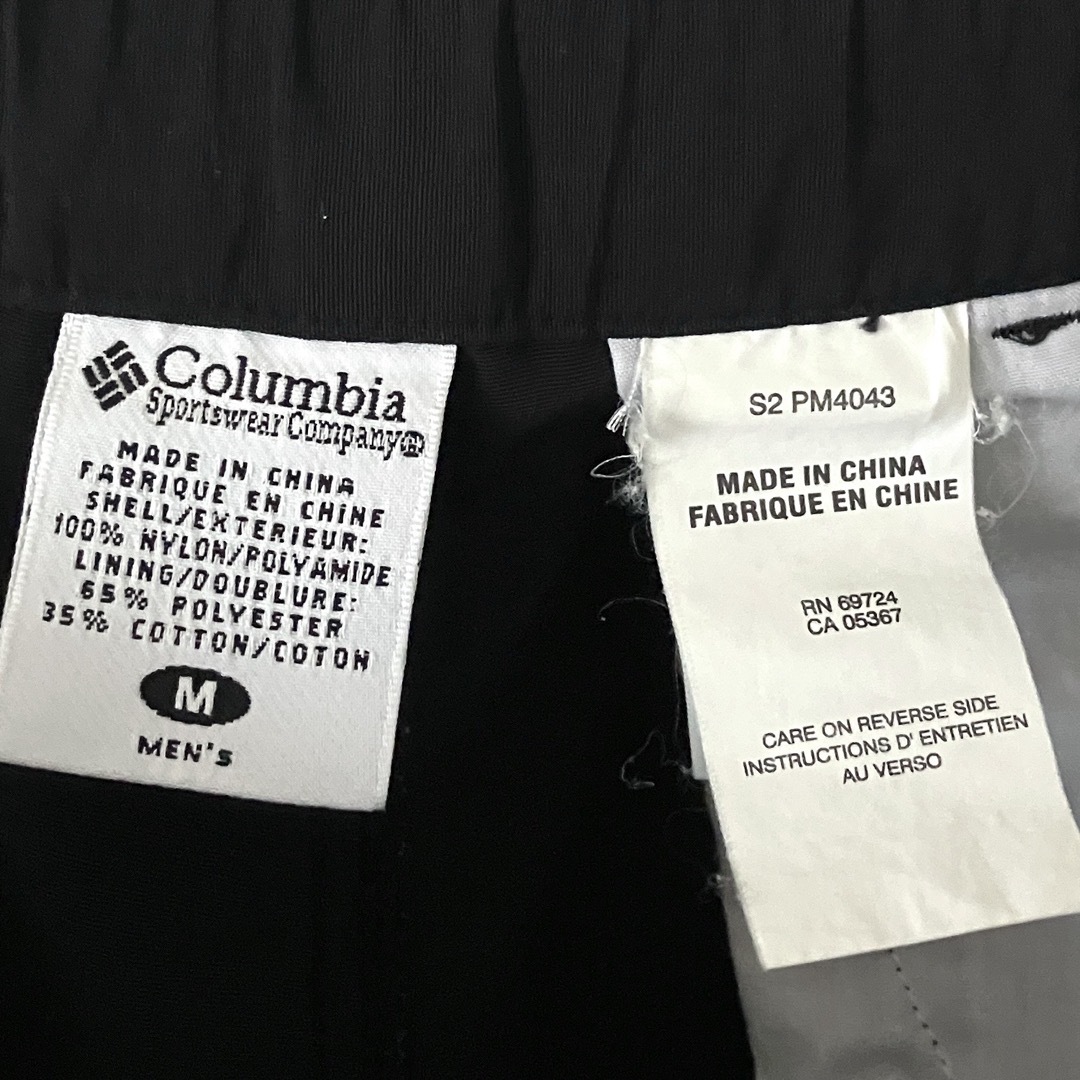 Columbia
Sportswear Company®
MADE IN CHINA
FABRIQUE EN CHINE
SHELL/EXTERIEUR:
100% NYLON/POLYAMIDE
LINING/DOUBLURE:
65% POLYESTER
35% COTTON/COTON
M
MEN'S
S2 PM4043
MADE IN CHINA
FABRIQUE EN CHINE
RN 69724
CA 05367
CARE ON REVERSE SIDE
INSTRUCTIONS D' ENTRETIEN
AU VERSO